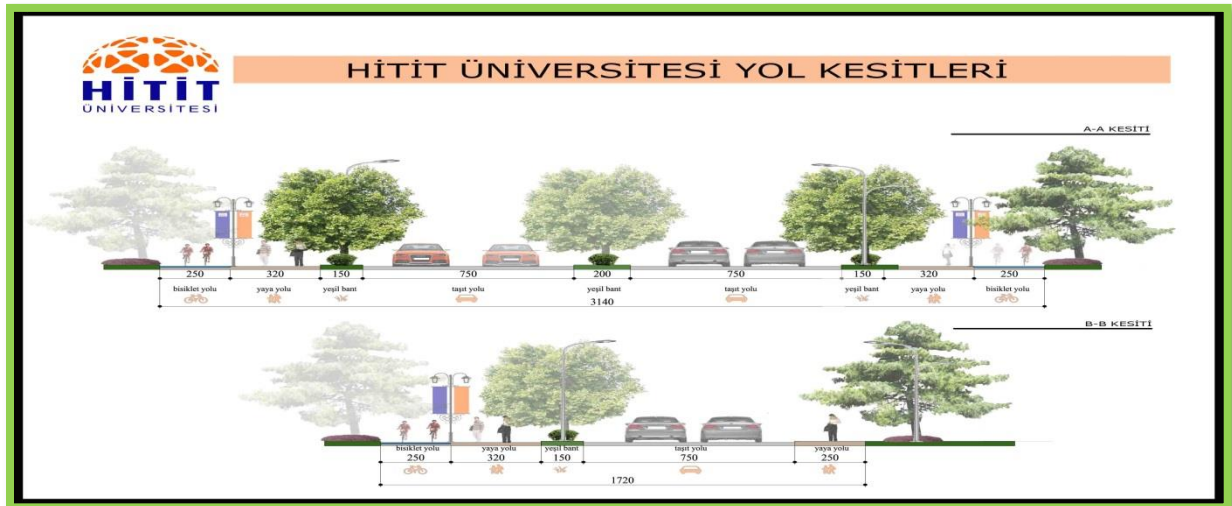 HİTİT
ÜNİVERSİTESİ
HİTİT ÜNİVERSİTESİ YOL KESİTLERİ
A-A KESİTİ
250 320 150 750 200 750 150 320 250
bisiklet yolu yaya yolu yeşil bant taşıt yolu yeşil bant taşıt yolu yeşil bant yaya yolu bisiklet yolu
3140
B-B KESİTİ
bisiklet yolu yaya yolu yeşil bant taşıt yolu yaya yolu
250 320 150 750 250
1720